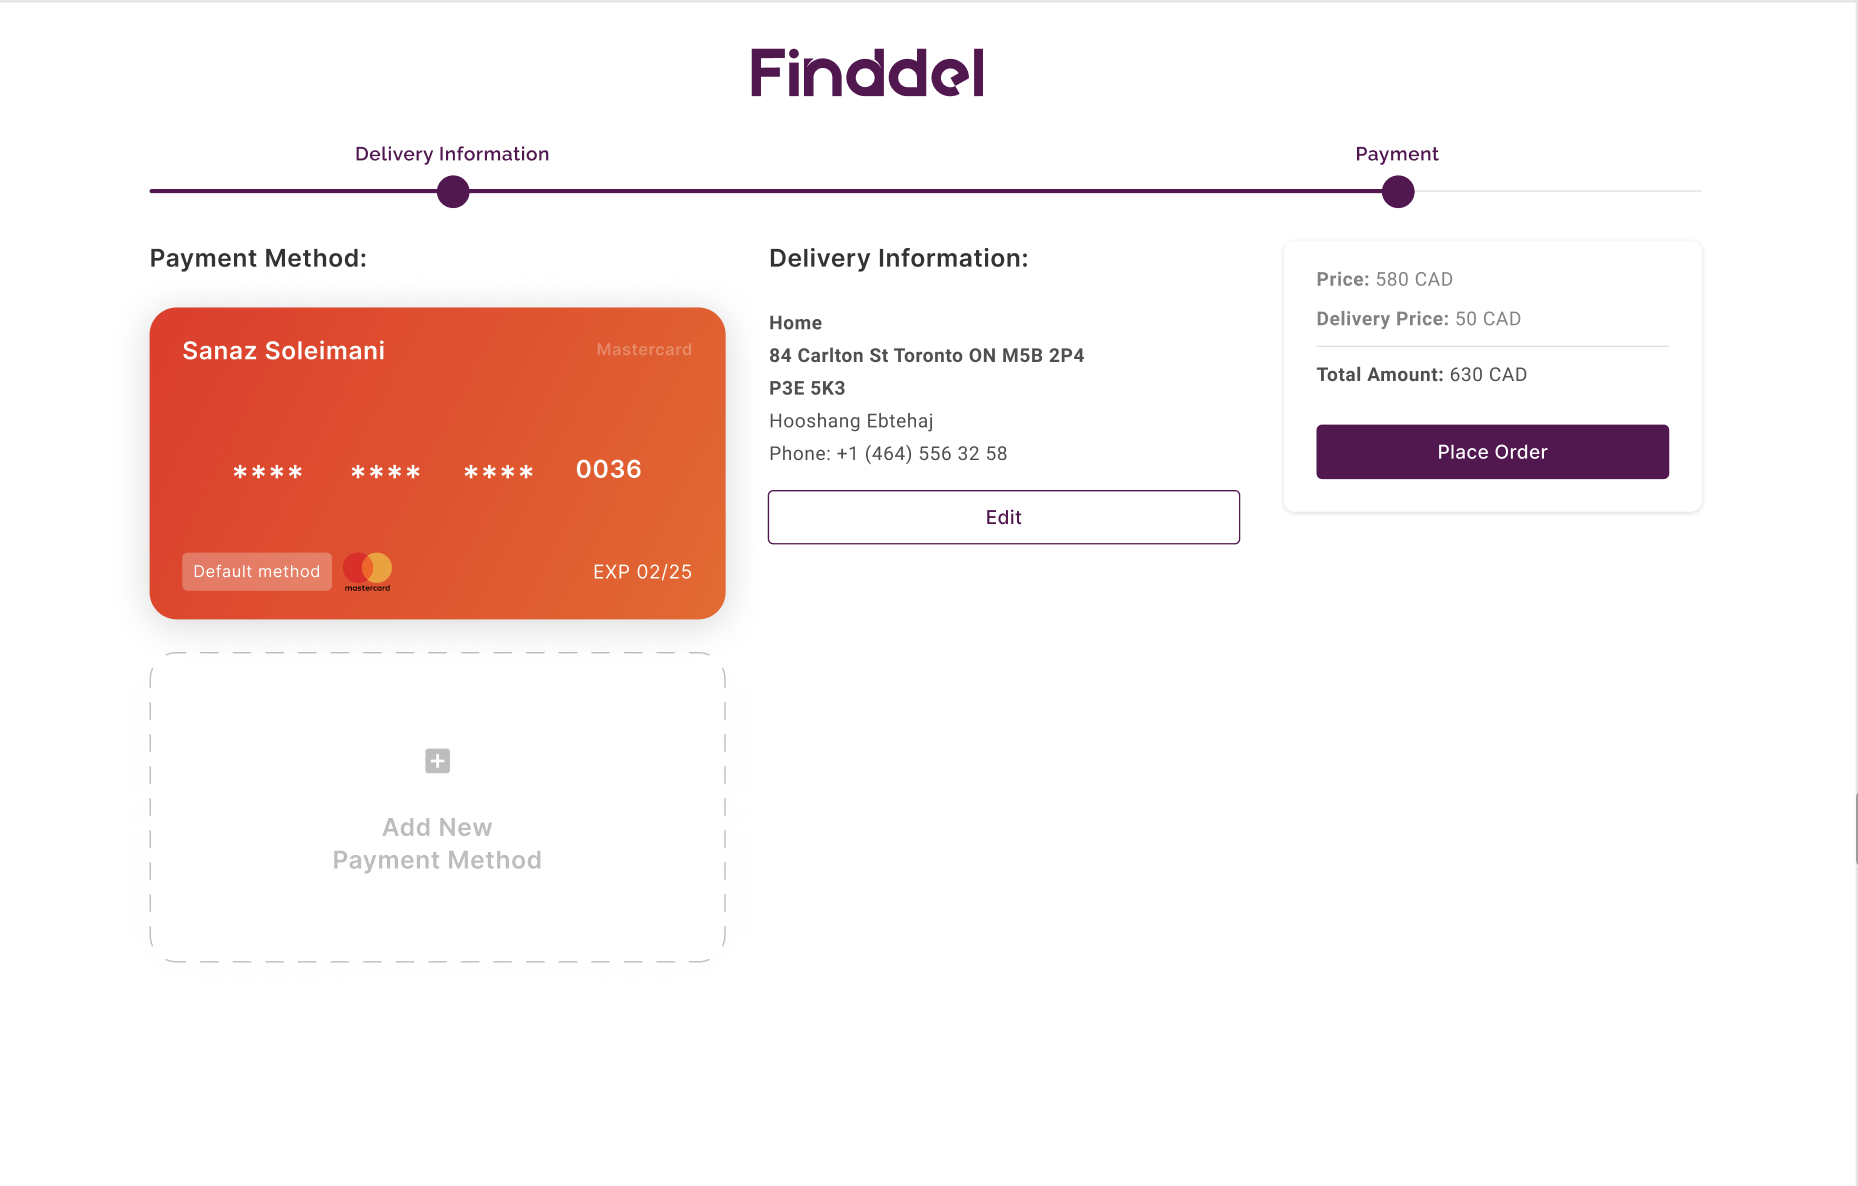 Finddel
Delivery Information
Payment
Payment Method:
Sanaz Soleimani
Mastercard
**** **** **** 0036
Default method
mastercard
EXP 02/25
Add New
Payment Method
Delivery Information:
Home
84 Carlton St Toronto ON M5B 2P4
P3E 5K3
Hooshang Ebtehaj
Phone: +1 (464) 556 32 58
Edit
Price: 580 CAD
Delivery Price: 50 CAD
Total Amount: 630 CAD
Place Order